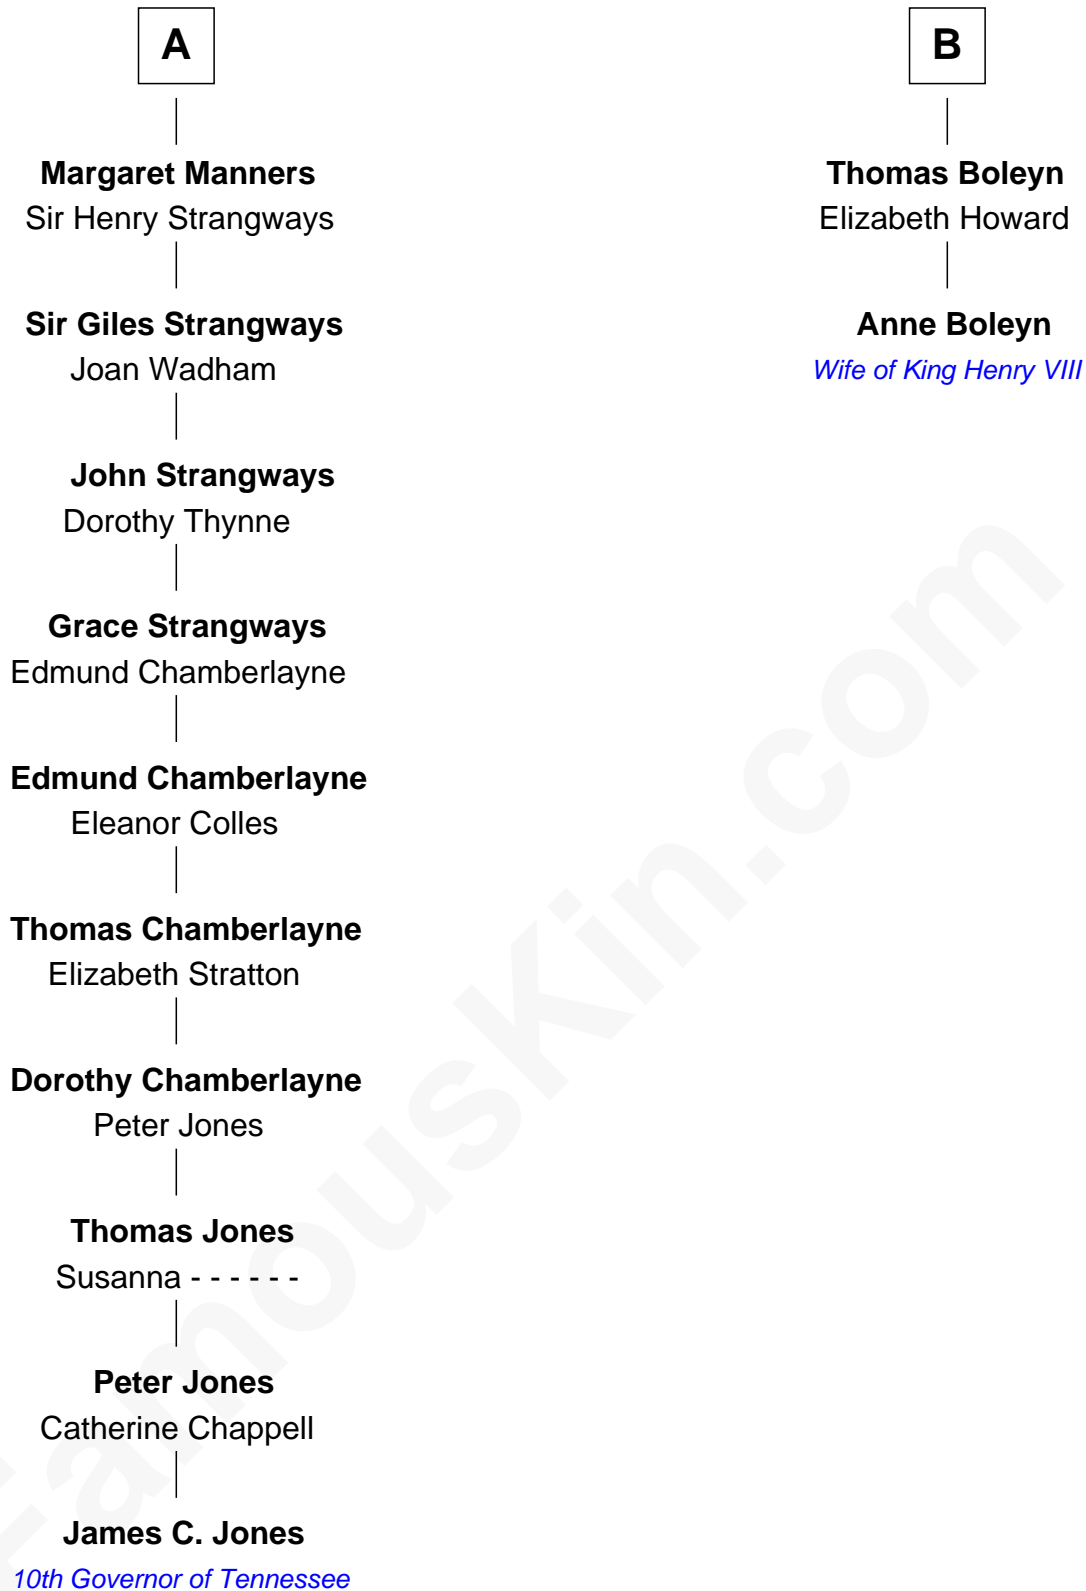 A
Margaret Manners
Sir Henry Strangways
Sir Giles Strangways
Joan Wadham
John Strangways
Dorothy Thynne
Grace Strangways
Edmund Chamberlayne
Edmund Chamberlayne
Eleanor Colles
Thomas Chamberlayne
Elizabeth Stratton
Dorothy Chamberlayne
Peter Jones
Thomas Jones
Susanna - - - - - -
Peter Jones
Catherine Chappell
James C. Jones
10th Governor of Tennessee
B
Thomas Boleyn
Elizabeth Howard
Anne Boleyn
Wife of King Henry VIII
FamousKin.com